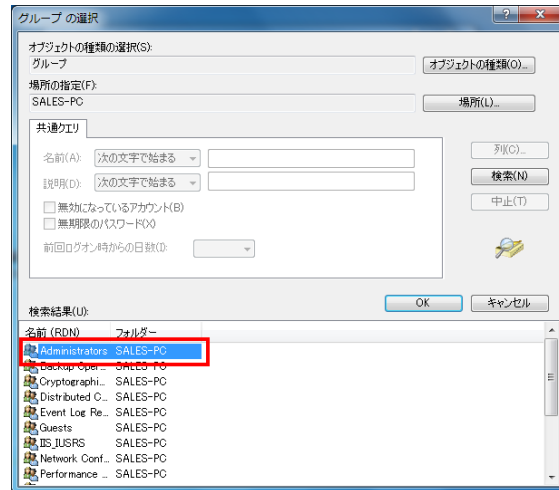 グループ の選択
オブジェクトの種類の選択(S):
グループ
オブジェクトの種類(O)...
場所の指定(F):
SALES-PC
場所(L)...
共通クエリ
名前(A):
次の文字で始まる
列(C)...
説明(D):
次の文字で始まる
検索(N)
無効になっているアカウント(B)
中止(T)
無期限のパスワード(X)
前回ログオン時からの日数(I):
OK
キャンセル
検索結果(U):
名前 (RDN) フォルダー
Administrators SALES-PC
Backup Oper... SALES-PC
Cryptographi... SALES-PC
Distributed C... SALES-PC
Event Log Re... SALES-PC
Guests SALES-PC
IIS_IUSRS SALES-PC
Network Conf... SALES-PC
Performance ... SALES-PC